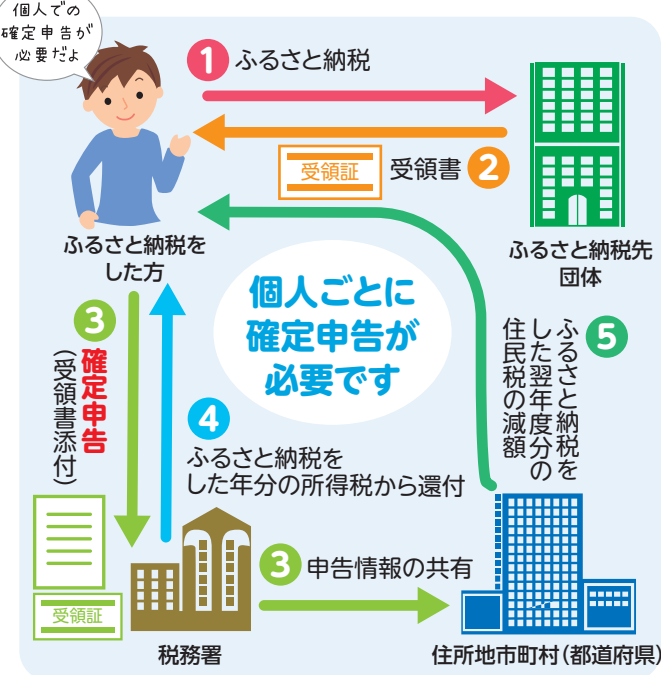 個人での
確定申告が
必要だよ
1 ふるさと納税
受領証
受領書 2
ふるさと納税を
した方
ふるさと納税先
団体
個人ごとに
確定申告が
必要です
3
確定申告
(受領書添付)
4
ふるさと納税を
した年分の所得税から還付
5
ふるさと納税を
した翌年度分の
住民税の減額
3 申告情報の共有
受領証
税務署
住所地市町村(都道府県)